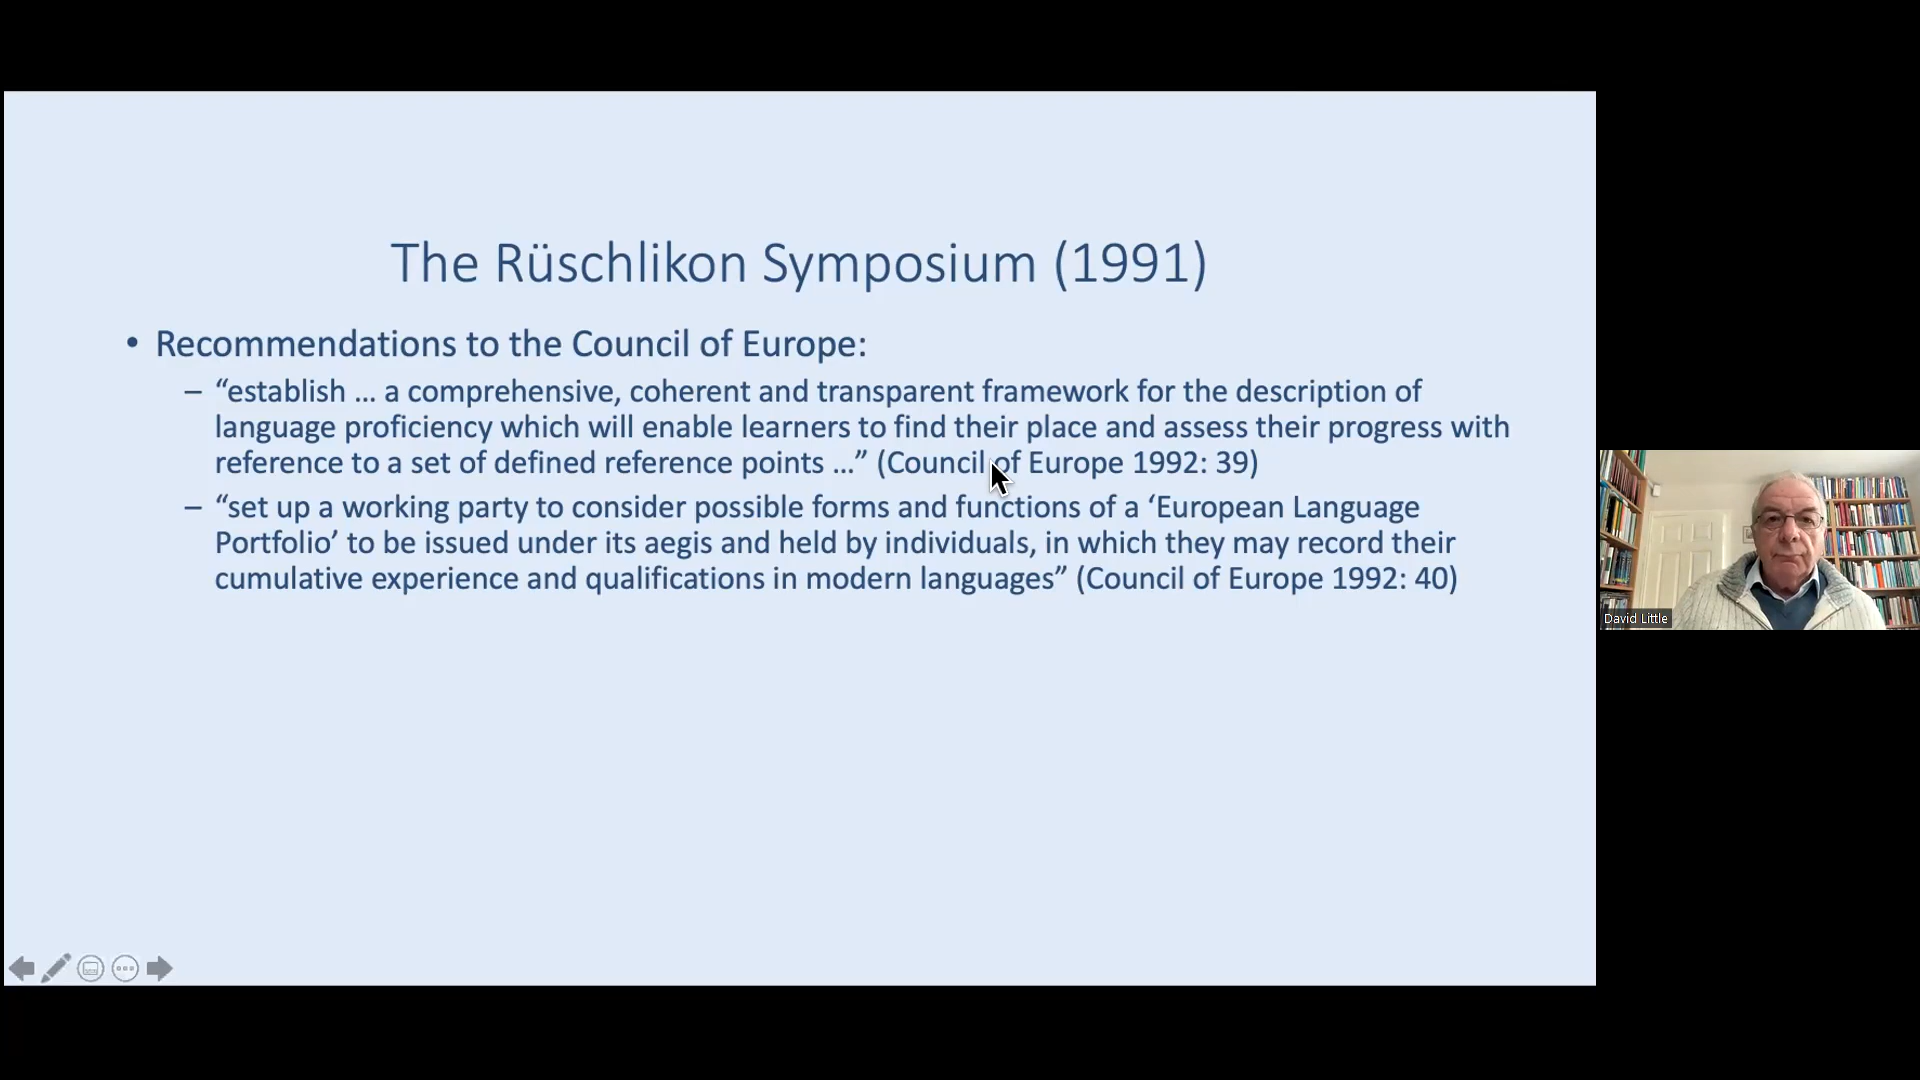 The Rüschlikon Symposium (1991)
• Recommendations to the Council of Europe:
– “establish … a comprehensive, coherent and transparent framework for the description of
language proficiency which will enable learners to find their place and assess their progress with
reference to a set of defined reference points …” (Council of Europe 1992: 39)
– “set up a working party to consider possible forms and functions of a ‘European Language
Portfolio’ to be issued under its aegis and held by individuals, in which they may record their
cumulative experience and qualifications in modern languages” (Council of Europe 1992: 40)
David Little